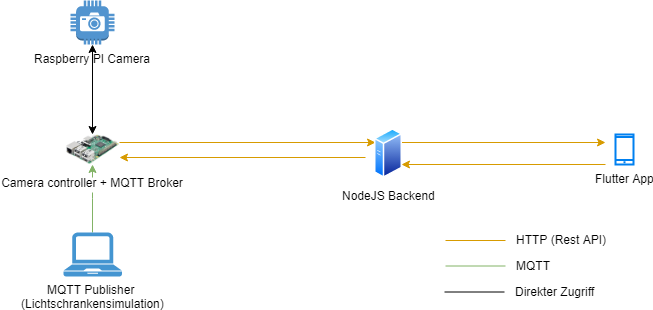 Raspberry PI Camera
Camera controller + MQTT Broker
NodeJS Backend
Flutter App
MQTT Publisher
(Lichtschrankensimulation)
HTTP (Rest API)
MQTT
Direkter Zugriff